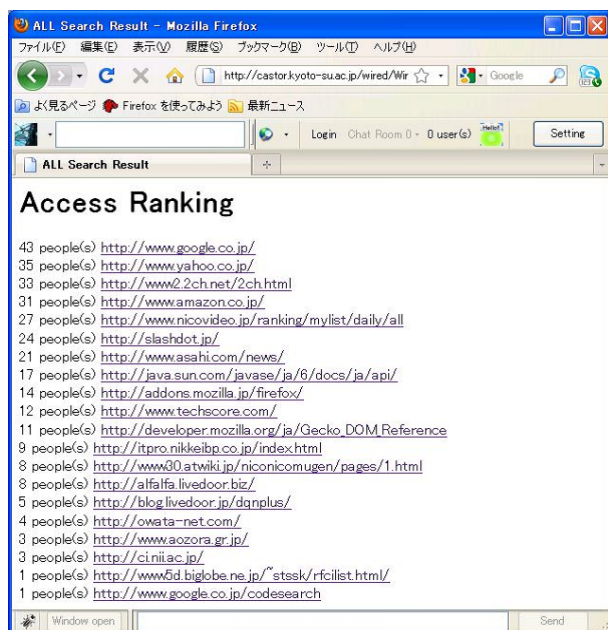 ALL Search Result - Mozilla Firefox
ファイル(F) 編集(E) 表示(V) 履歴(S) ブックマーク(B) ツール(T) ヘルプ(H)
http://castor.kyoto-su.ac.jp/wired/Wir Google
よく見るページ Firefox を使ってみよう 最新ニュース
Login Chat Room 0 - 0 user(s) Hello! Setting
ALL Search Result
Access Ranking
43 people(s) http://www.google.co.jp/
35 people(s) http://www.yahoo.co.jp/
33 people(s) http://www2.2ch.net/2ch.html
31 people(s) http://www.amazon.co.jp/
27 people(s) http://www.nicovideo.jp/ranking/mylist/daily/all
24 people(s) http://slashdot.jp/
21 people(s) http://www.asahi.com/news/
17 people(s) http://java.sun.com/javase/ja/6/docs/ja/api/
14 people(s) http://addons.mozilla.jp/firefox/
12 people(s) http://www.techscore.com/
11 people(s) http://developer.mozilla.org/ja/Gecko_DOM_Reference
9 people(s) http://itpro.nikkeibp.co.jp/index.html
8 people(s) http://www30.atwiki.jp/niconicomugen/pages/1.html
8 people(s) http://alfalfa.livedoor.biz/
5 people(s) http://blog.livedoor.jp/dqnplus/
4 people(s) http://owata-net.com/
3 people(s) http://www.aozora.gr.jp/
3 people(s) http://ci.nii.ac.jp/
1 people(s) http://www5d.biglobe.ne.jp/~stssk/rfcilist.html/
1 people(s) http://www.google.co.jp/codesearch
Window open Send